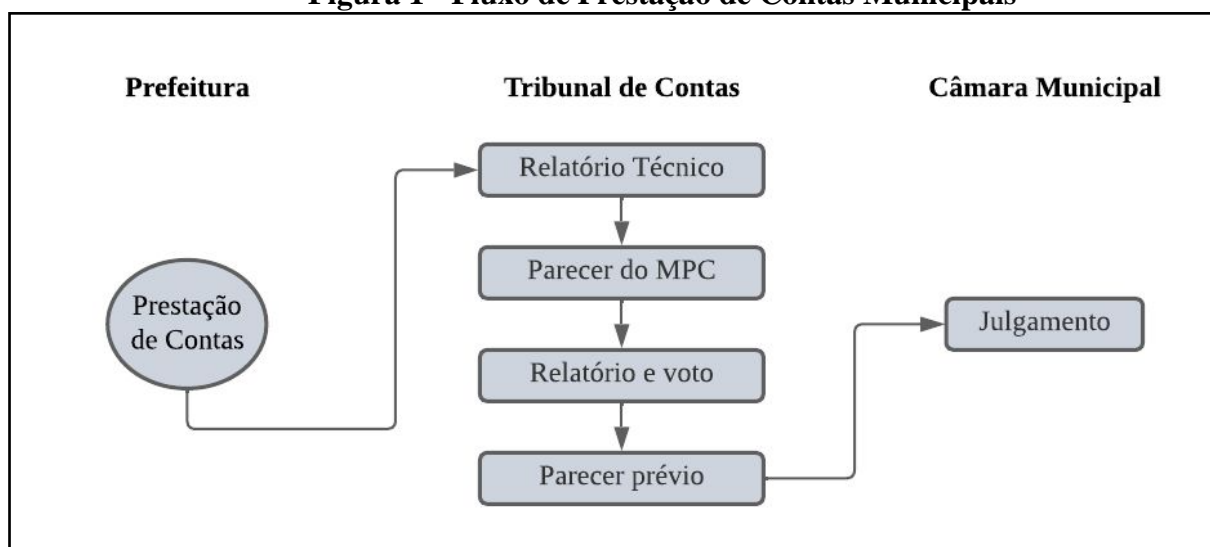 Figura 1 - Fluxo de Prestação de Contas Municipais
Prefeitura
Tribunal de Contas
Câmara Municipal
Relatório Técnico
Parecer do MPC
Prestação
de Contas
Julgamento
Relatório e voto
Parecer prévio